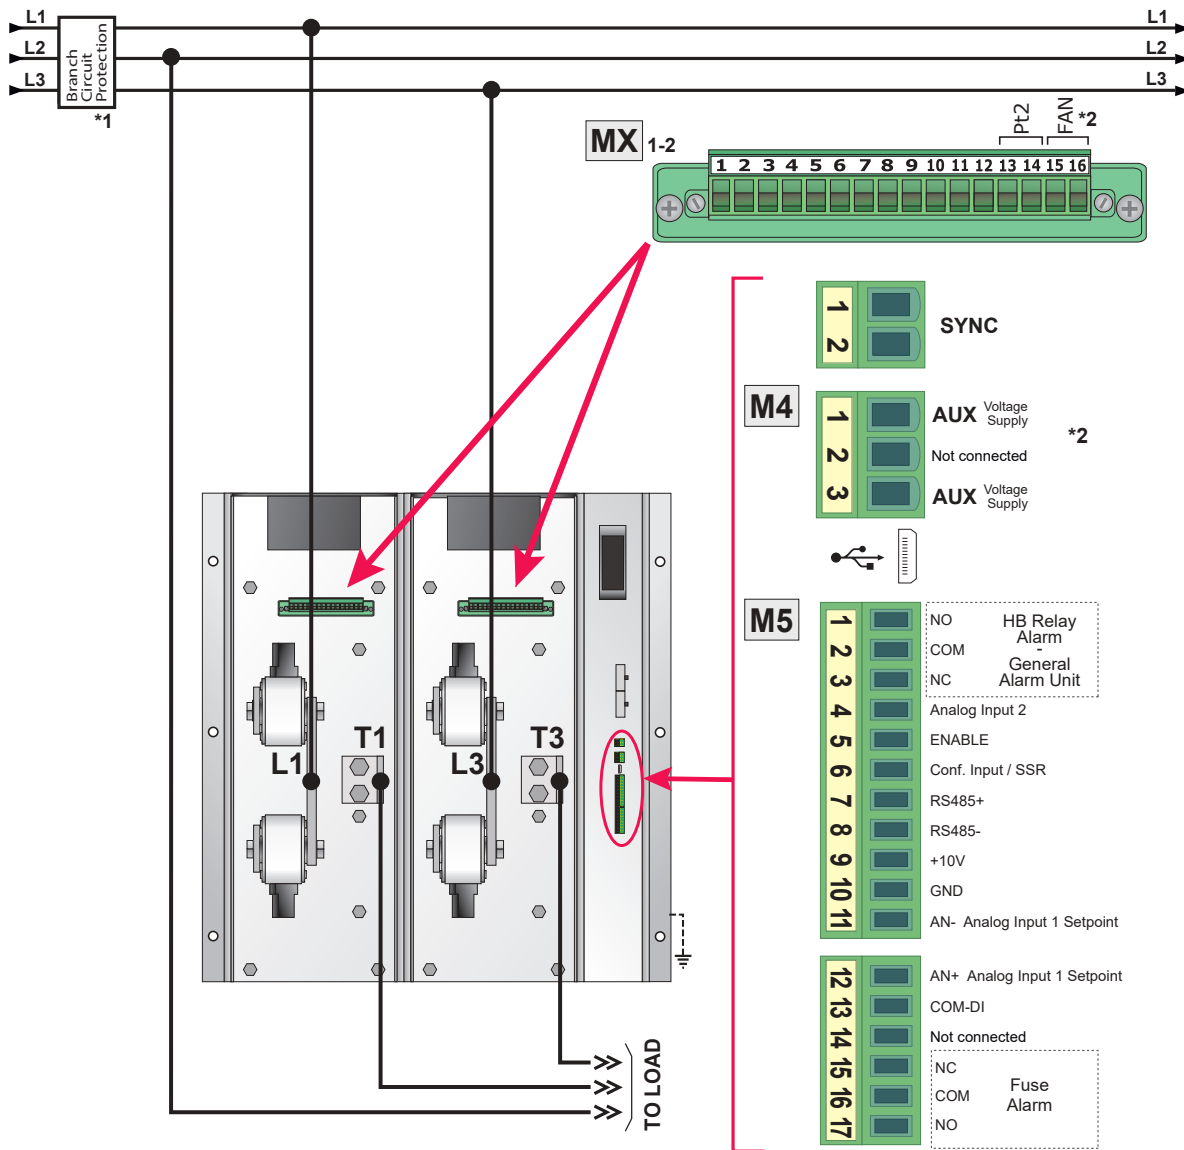 L1
L1
L2
L2
L3
L3
Branch
Circuit
Protection
*1
Pt2
FAN
*2
MX 1-2
1 2 3 4 5 6 7 8 9 10 11 12 13 14 15 16
1
2
SYNC
M4
1 AUX Voltage Supply
2 Not connected
3 AUX Voltage Supply
*2
M5
1 NO
2 COM
3 NC
HB Relay
Alarm
-
General
Alarm Unit
4 Analog Input 2
5 ENABLE
6 Conf. Input / SSR
7 RS485+
8 RS485-
9 +10V
10 GND
11 AN- Analog Input 1 Setpoint
12 AN+ Analog Input 1 Setpoint
13 COM-DI
14 Not connected
15 NC
16 COM
17 NO
Fuse
Alarm
L1
T1
L3
T3
TO LOAD